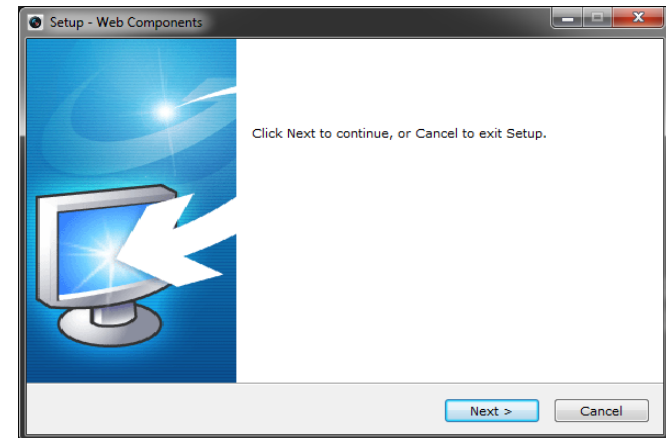 Setup - Web Components
Click Next to continue, or Cancel to exit Setup.
Next >
Cancel